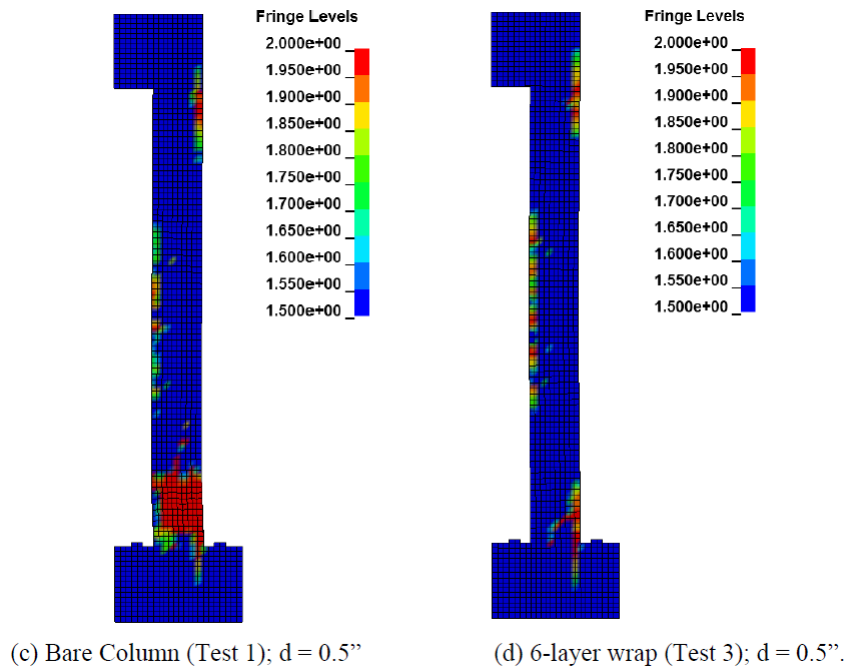 Fringe Levels
2.000e+00
1.950e+00
1.900e+00
1.850e+00
1.800e+00
1.750e+00
1.700e+00
1.650e+00
1.600e+00
1.550e+00
1.500e+00
Fringe Levels
2.000e+00
1.950e+00
1.900e+00
1.850e+00
1.800e+00
1.750e+00
1.700e+00
1.650e+00
1.600e+00
1.550e+00
1.500e+00
(c) Bare Column (Test 1); d = 0.5”
(d) 6-layer wrap (Test 3); d = 0.5”.